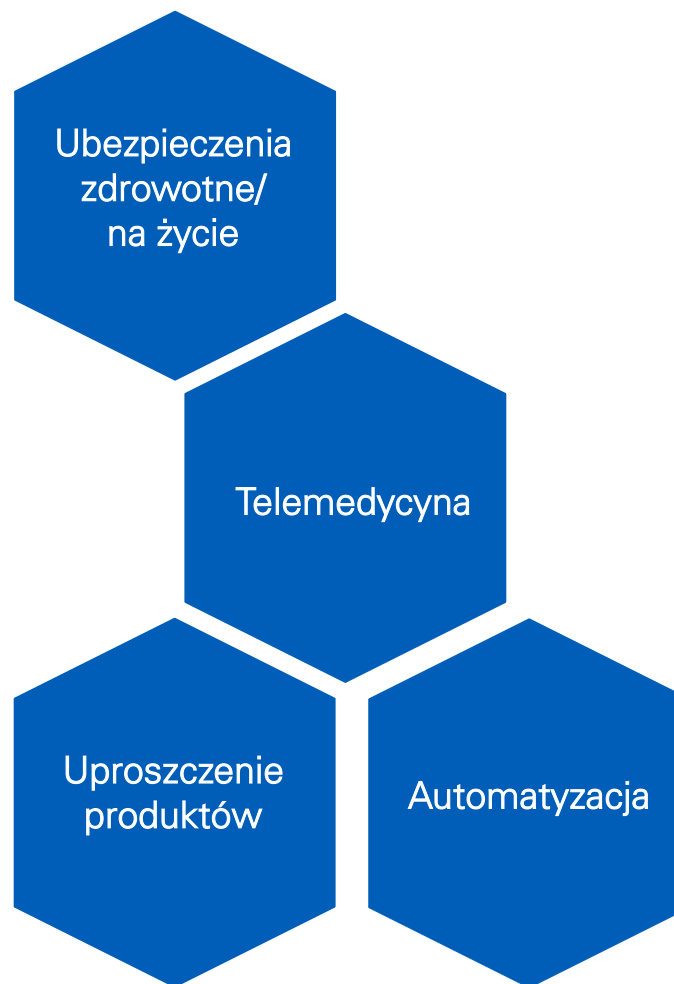 Ubezpieczenia
zdrowotne/
na życie
Telemedycyna
Uproszczenie
produktów
Automatyzacja